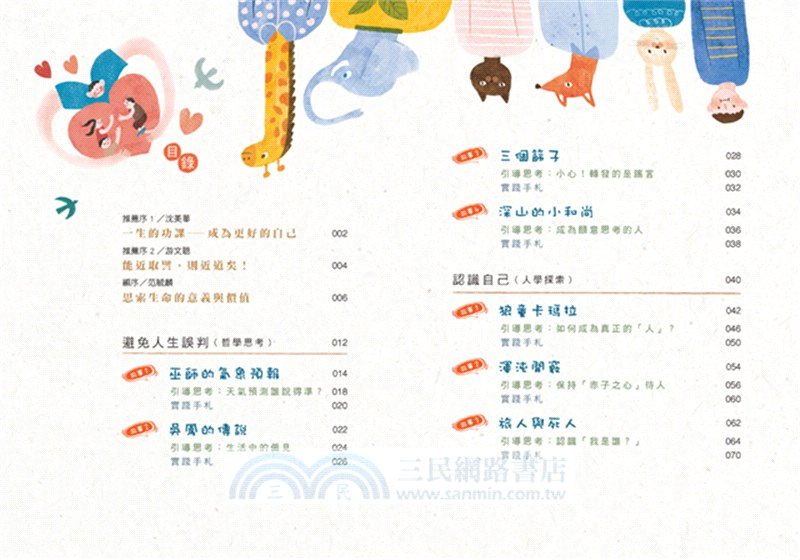 目錄
推薦序1／沈美華
一生的功課——成為更好的自己 002
推薦序2／游文聰
能近取譬，則近道矣！ 004
編序／范毓麟
思索生命的意義與價值 006
避免人生誤判（哲學思考） 012
故事1 巫師的氣象預報 014
引導思考：天氣預測誰說得準？ 018
實踐手札 020
故事2 吳鳳的傳說 022
引導思考：生活中的偏見 024
實踐手札 026
故事3 三個篩子 028
引導思考：小心！轉發的是謠言 030
實踐手札 032
故事4 深山的小和尚 034
引導思考：成為願意思考的人 036
實踐手札 038
認識自己（人學探索） 040
故事1 狼童卡瑪拉 042
引導思考：如何成為真正的「人」？ 046
實踐手札 050
故事2 渾沌開竅 054
引導思考：保持「赤子之心」待人 056
實踐手札 060
故事3 旅人與死人 062
引導思考：認識「我是誰？」 064
實踐手札 070
三民
三民網路書店
www.sanmin.com.tw